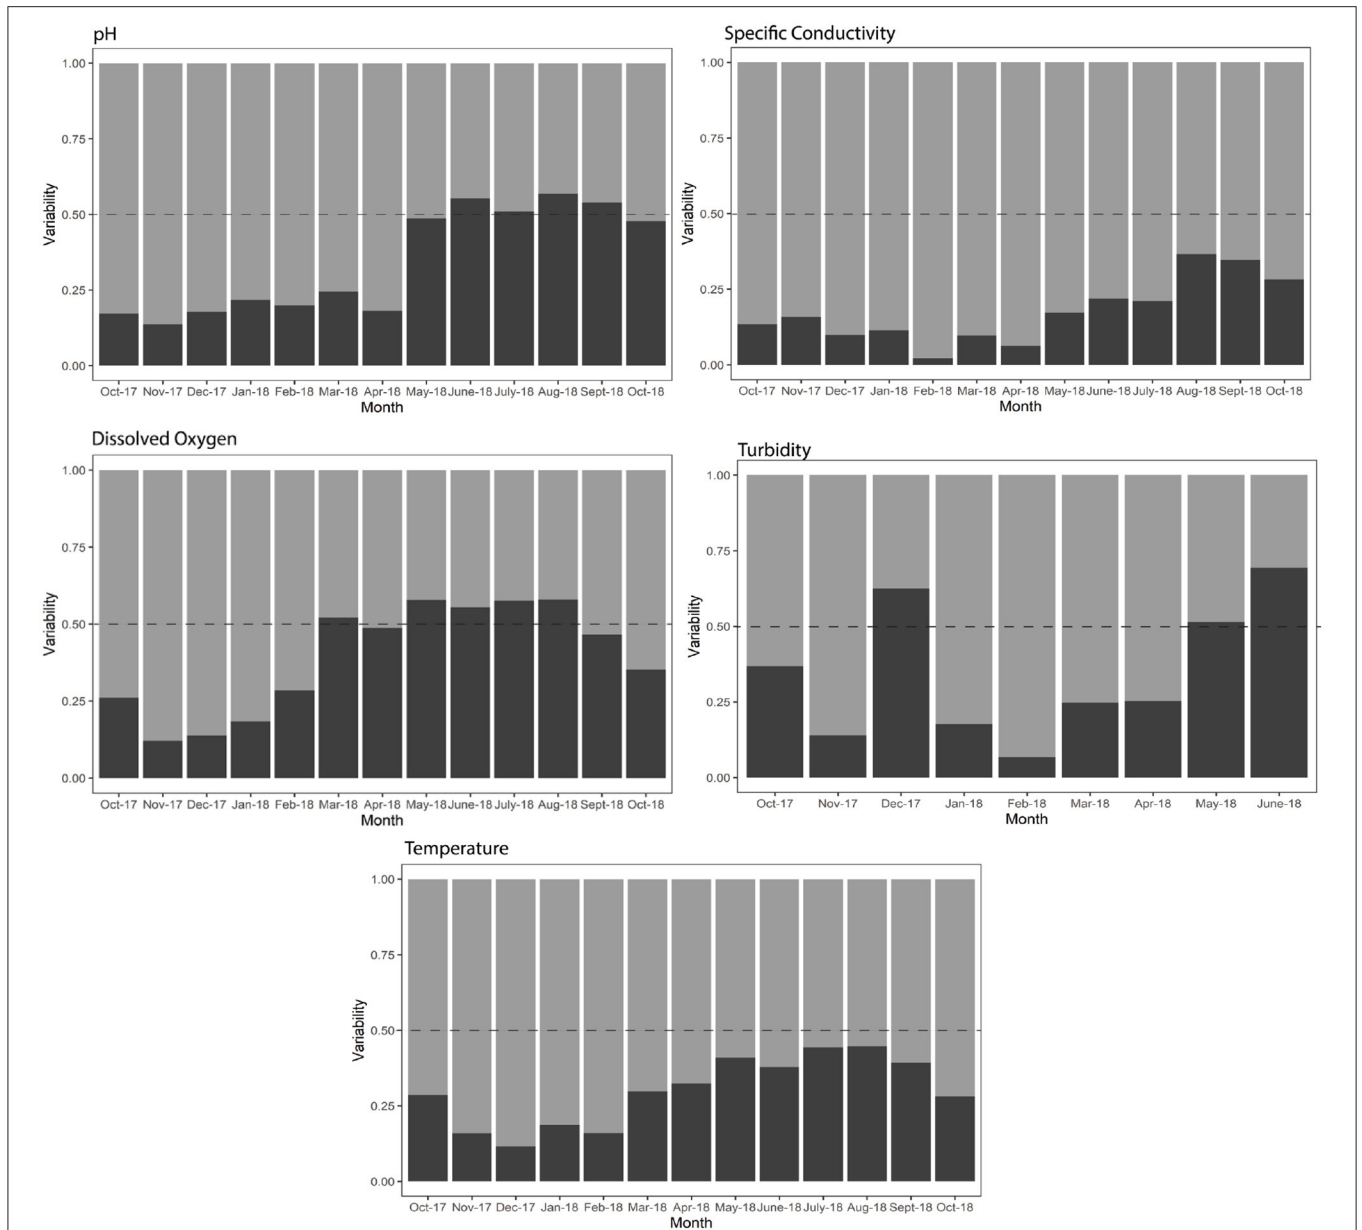 pH
1.00
0.75
0.50
0.25
0.00
Variability
Oct-17 Nov-17 Dec-17 Jan-18 Feb-18 Mar-18 Apr-18 May-18 June-18 July-18 Aug-18 Sept-18 Oct-18
Month
Specific Conductivity
1.00
0.75
0.50
0.25
0.00
Variability
Oct-17 Nov-17 Dec-17 Jan-18 Feb-18 Mar-18 Apr-18 May-18 June-18 July-18 Aug-18 Sept-18 Oct-18
Month
Dissolved Oxygen
1.00
0.75
0.50
0.25
0.00
Variability
Oct-17 Nov-17 Dec-17 Jan-18 Feb-18 Mar-18 Apr-18 May-18 June-18 July-18 Aug-18 Sept-18 Oct-18
Month
Turbidity
1.00
0.75
0.50
0.25
0.00
Variability
Oct-17 Nov-17 Dec-17 Jan-18 Feb-18 Mar-18 Apr-18 May-18 June-18
Month
Temperature
1.00
0.75
0.50
0.25
0.00
Variability
Oct-17 Nov-17 Dec-17 Jan-18 Feb-18 Mar-18 Apr-18 May-18 June-18 July-18 Aug-18 Sept-18 Oct-18
Month